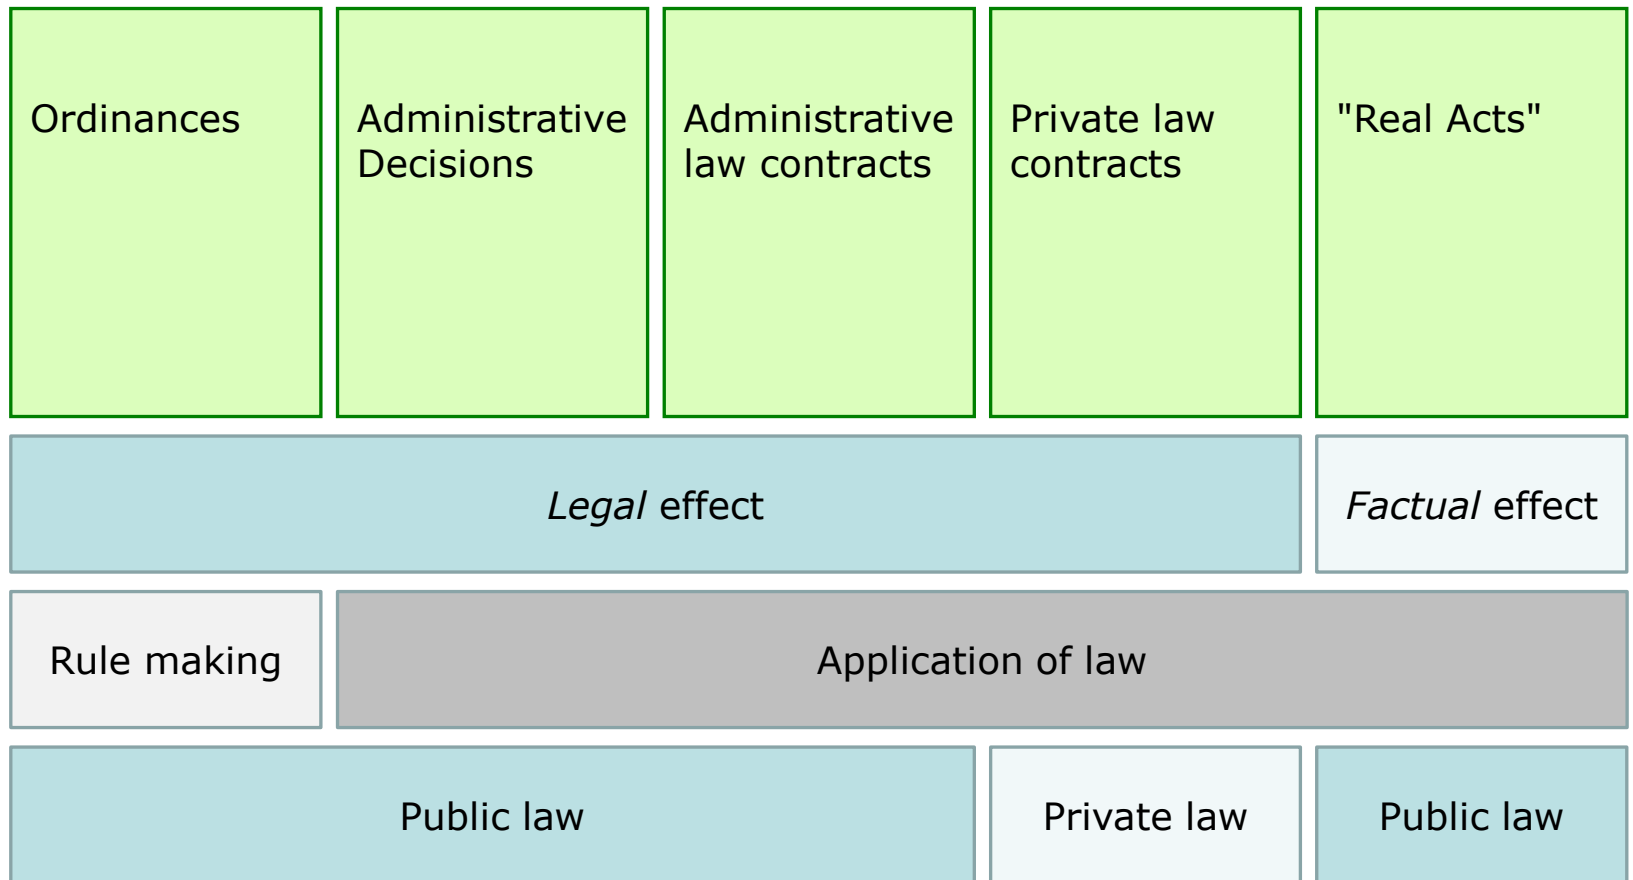 Ordinances
Administrative
Decisions
Administrative
law contracts
Private law
contracts
"Real Acts"
Legal effect
Factual effect
Rule making
Application of law
Public law
Private law
Public law